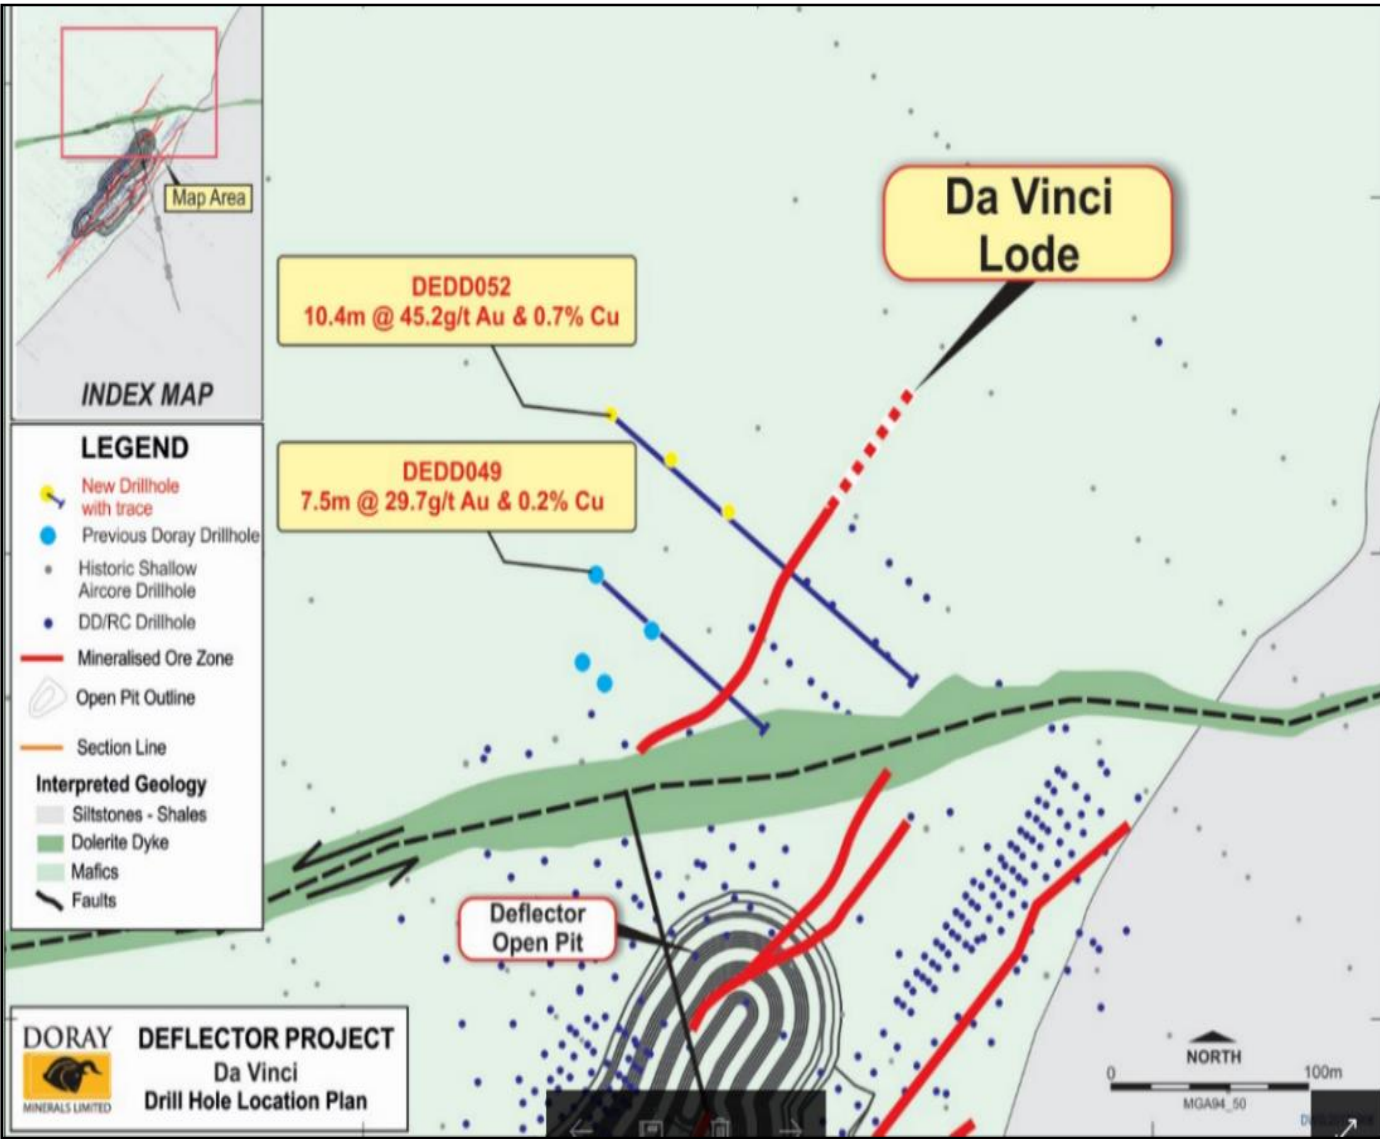 Map Area
INDEX MAP
LEGEND
New Drillhole
with trace
Previous Doray Drillhole
Historic Shallow
Aircore Drillhole
DD/RC Drillhole
Mineralised Ore Zone
Open Pit Outline
Section Line
Interpreted Geology
Siltstones - Shales
Dolerite Dyke
Mafics
Faults
Da Vinci
Lode
DEDD052
10.4m @ 45.2g/t Au & 0.7% Cu
DEDD049
7.5m @ 29.7g/t Au & 0.2% Cu
Deflector
Open Pit
DORAY
MINERALS LIMITED
DEFLECTOR PROJECT
Da Vinci
Drill Hole Location Plan
NORTH
0 100m
MGA94_50